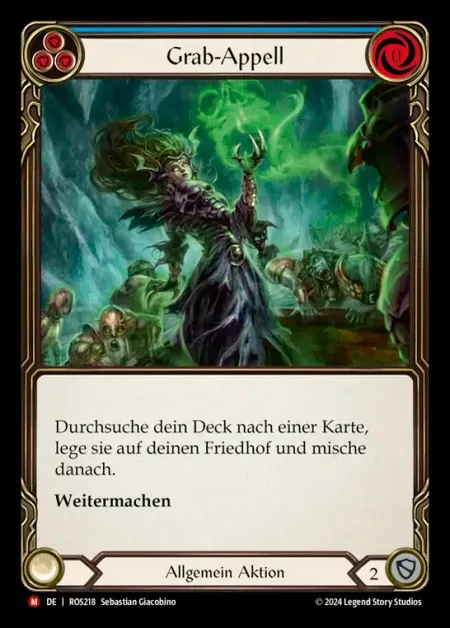 Grab-Appell
0
Durchsuche dein Deck nach einer Karte,
lege sie auf deinen Friedhof und mische
danach.
Weitermachen
Allgemein Aktion
2
M DE | ROS218 Sebastian Giacobino
© 2024 Legend Story Studios